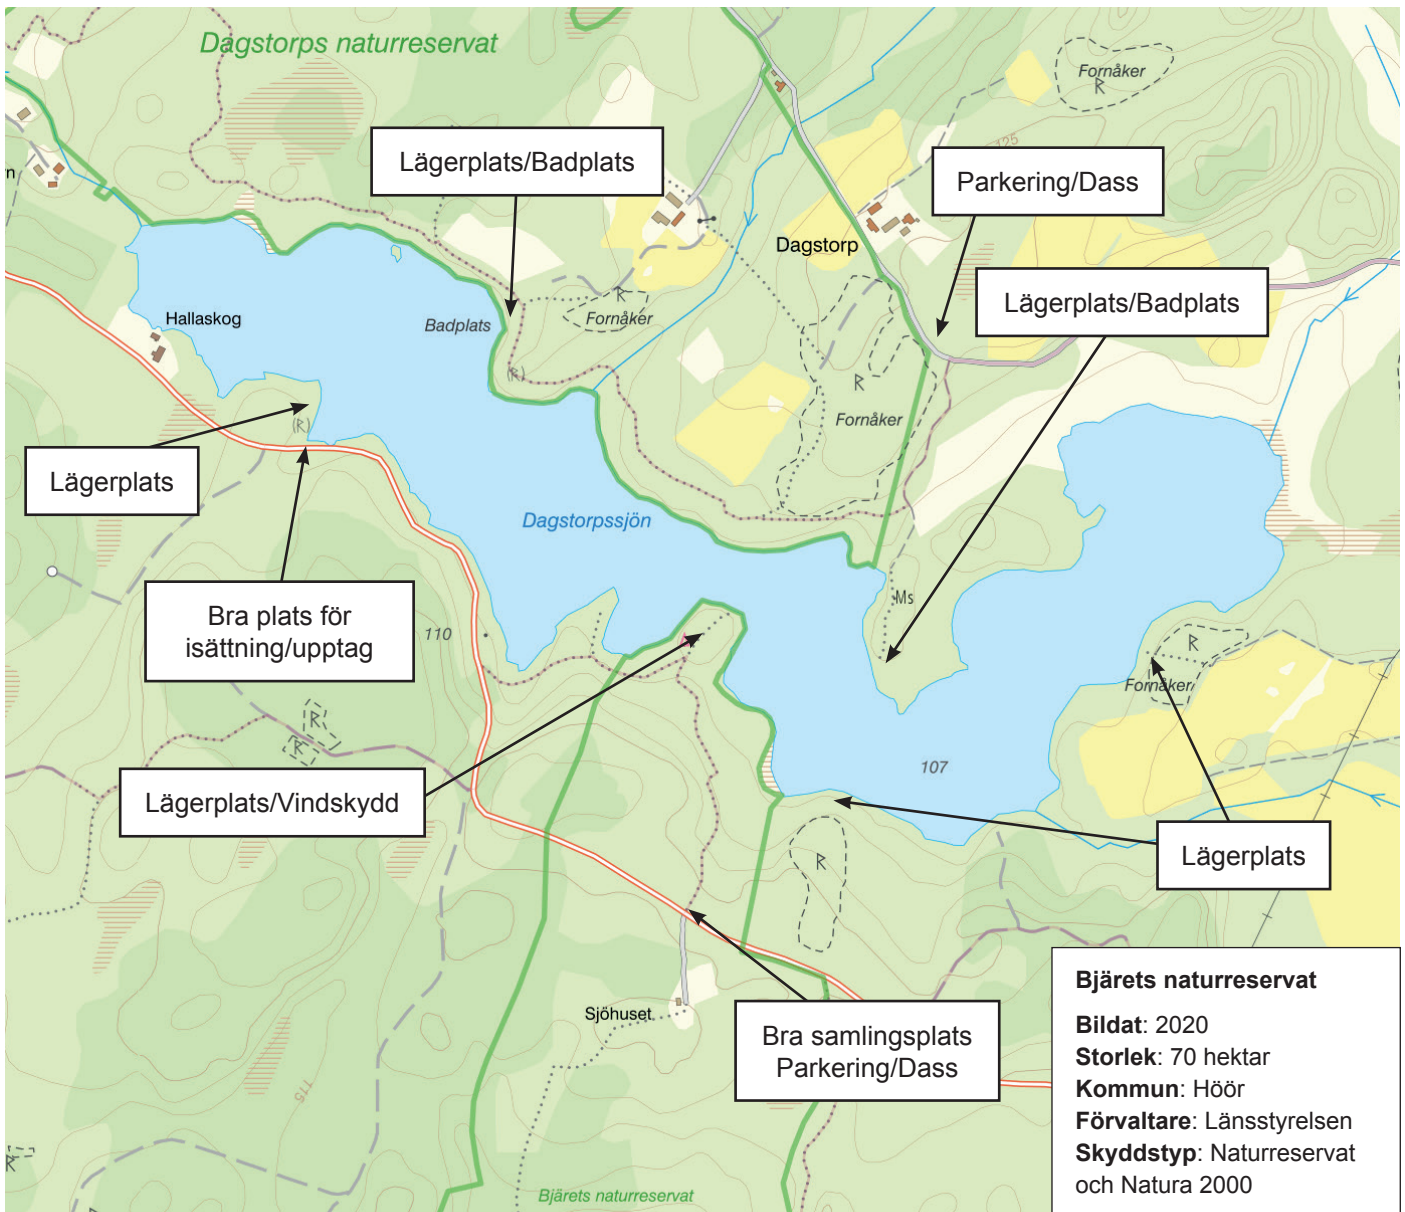 Dagstorps naturreservat
Fornåker
R
125
Lägerplats/Badplats
Parkering/Dass
n
Dagstorp
Lägerplats/Badplats
R
Fornåker
Hallaskog
Badplats
(R)
R
Fornåker
(R)
Lägerplats
Dagstorpssjön
Ms
Bra plats för
isättning/upptag
110
R
Fornåker
R
R
107
Lägerplats/Vindskydd
R
Lägerplats
Bjärets naturreservat
Bildat: 2020
Storlek: 70 hektar
Kommun: Höör
Förvaltare: Länsstyrelsen
Skyddstyp: Naturreservat
och Natura 2000
Sjöhuset
Bra samlingsplats
Parkering/Dass
115
R
Bjärets naturreservat